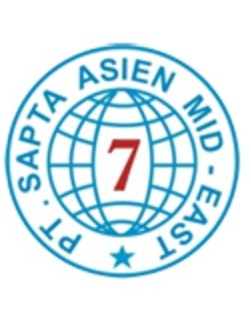 PT. SAPTA ASIEN MID-EAST
7